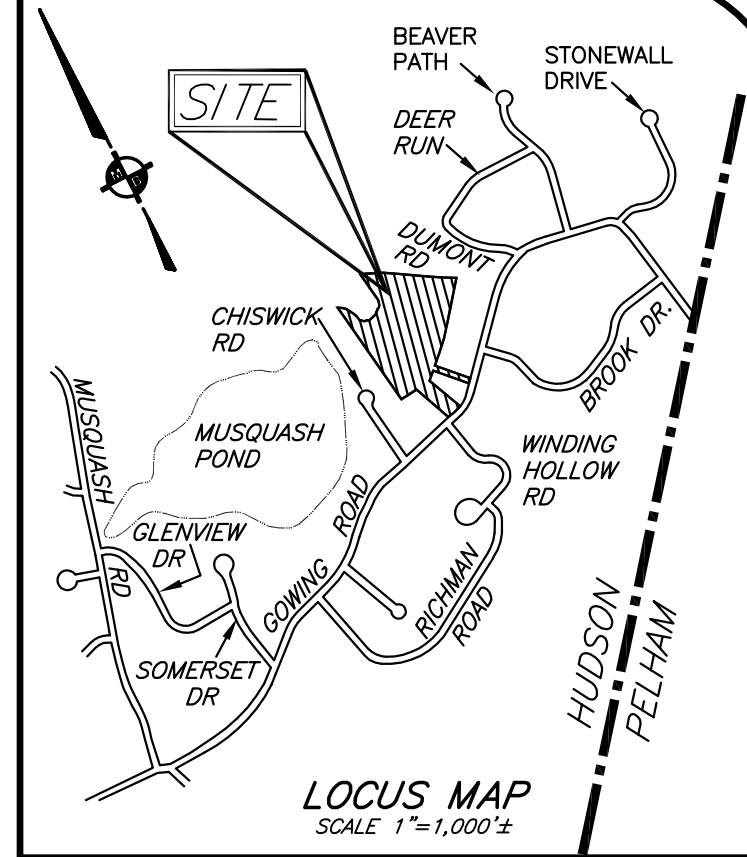 BEAVER
PATH
STONEWALL
DRIVE
SITE
DEER
RUN
DUMONT
RD
CHISWICK
RD
BROOK DR.
MUSQUASH
RD
MUSQUASH
POND
WINDING
HOLLOW
RD
GLENVIEW
DR
GOWING
ROAD
RICHMAN
ROAD
SOMERSET
DR
HUDSON
PELHAM
LOCUS MAP
SCALE 1"=1,000'±